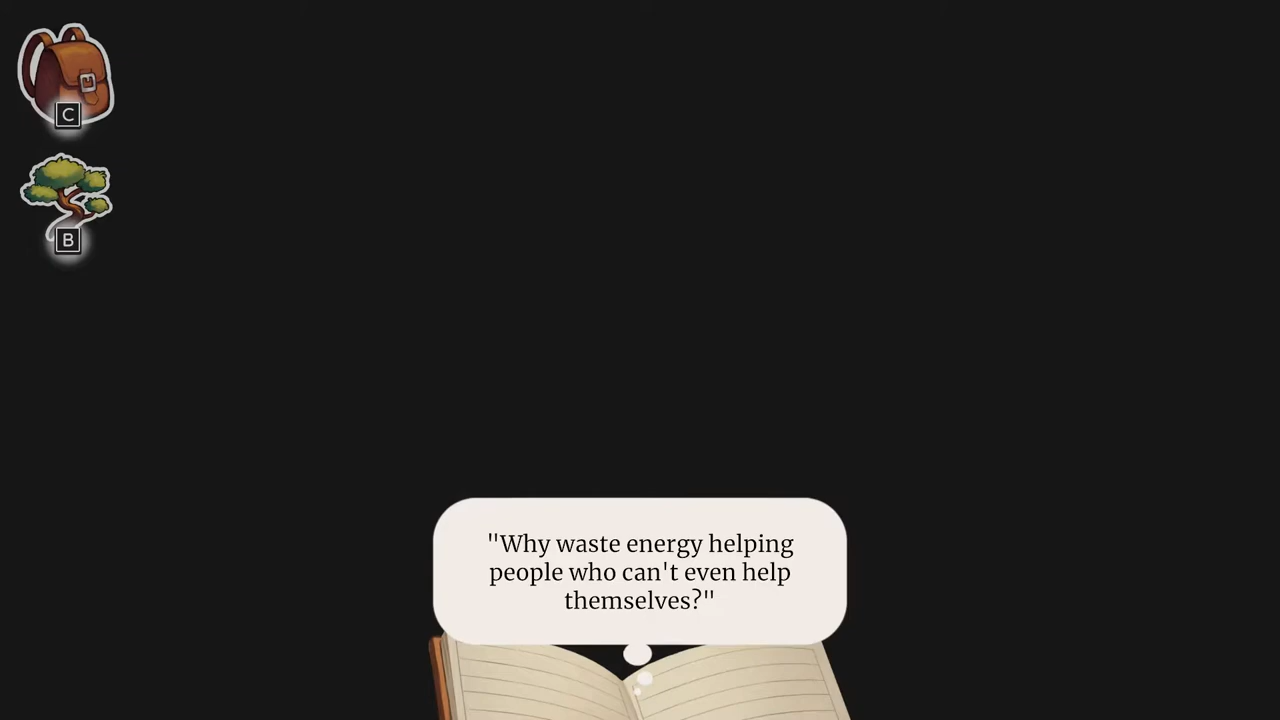 C
B
"Why waste energy helping
people who can't even help
themselves?"